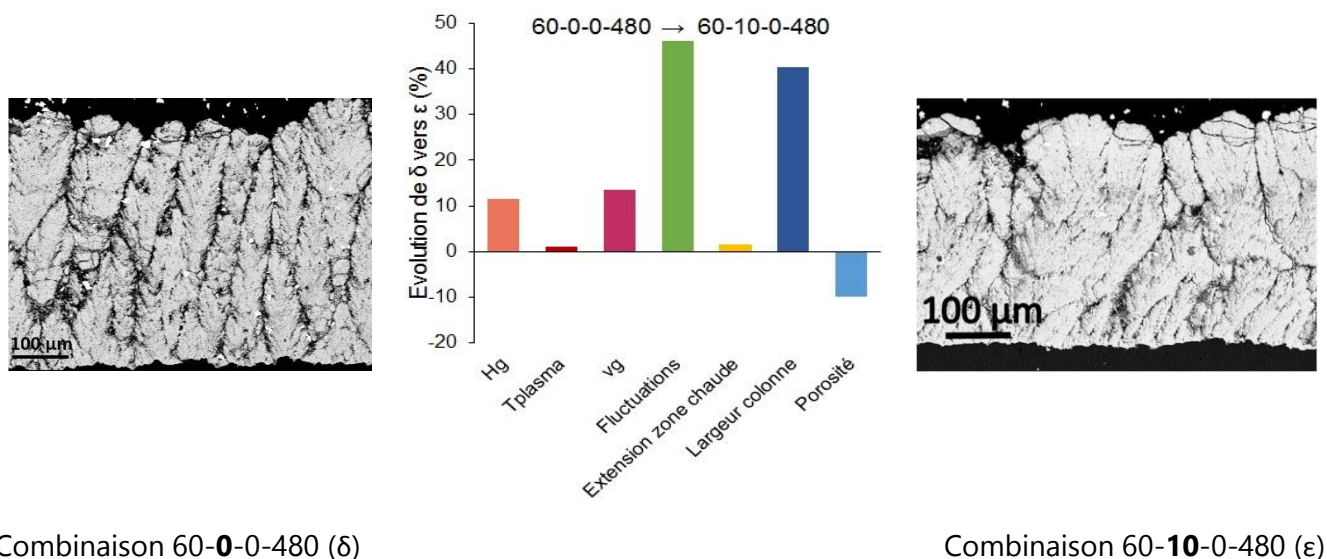 60-0-0-480 → 60-10-0-480
Evolution de δ vers ε (%)
50
40
30
20
10
0
-10
-20
Hg
Tplasma
vg
Fluctuations
Extension zone chaude
Largeur colonne
Porosité
100 µm
100 µm
Combinaison 60-0-0-480 (δ)
Combinaison 60-10-0-480 (ε)